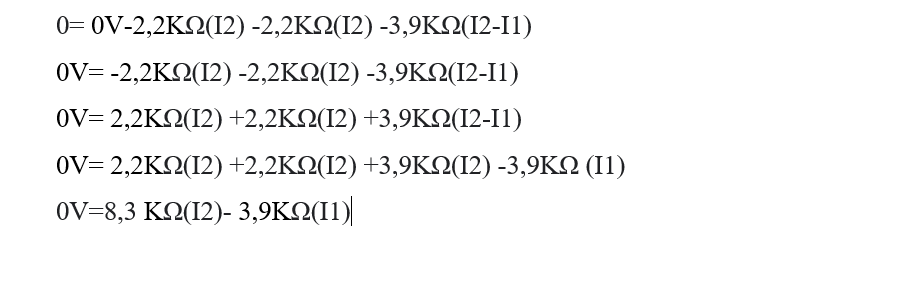 0= 0V-2,2KΩ(I2) -2,2KΩ(I2) -3,9KΩ(I2-I1)
0V= -2,2KΩ(I2) -2,2KΩ(I2) -3,9KΩ(I2-I1)
0V= 2,2KΩ(I2) +2,2KΩ(I2) +3,9KΩ(I2-I1)
0V= 2,2KΩ(I2) +2,2KΩ(I2) +3,9KΩ(I2) -3,9KΩ (I1)
0V=8,3 KΩ(I2)- 3,9KΩ(I1)